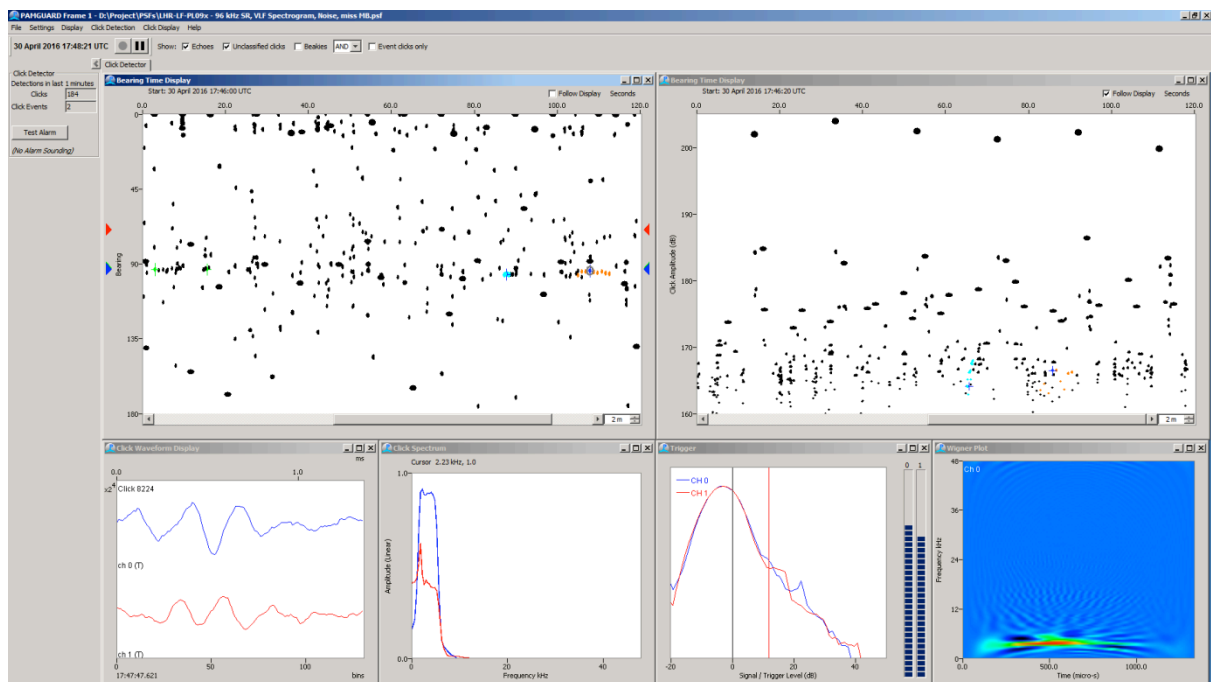 PAMGUARD Frame 1 - D:\Project\PSFs\LHR-LF-PL09x - 96 kHz SR, VLF Spectrogram, Noise, miss MB.psf
File Settings Display Click Detection Click Display Help
30 April 2016 17:48:21 UTC Show: Echoes Unclassified clicks Beakies AND Event clicks only
Click Detector
Click Detector
Detections in last 1 minutes
Clicks 184
Click Events 2
Test Alarm
(No Alarm Sounding)
Bearing Time Display
Start: 30 April 2016 17:46:00 UTC Follow Display Seconds
0.0 20.0 40.0 60.0 80.0 100.0 120.0
0
45
90
135
180
Bearing
2 m
Bearing Time Display
Start: 30 April 2016 17:46:20 UTC Follow Display Seconds
0.0 20.0 40.0 60.0 80.0 100.0 120.0
200
190
180
170
160
Click Amplitude (dB)
2 m
Click Waveform Display
ms
0.0 1.0
x2⁴
Click 8224
ch 0 (T)
ch 1 (T)
0 50 100
17:47:47.621 bins
Click Spectrum
Cursor 2.23 kHz, 1.0
1.0
Amplitude (Linear)
0.0
0 20 40
Frequency kHz
Trigger
CH 0
CH 1
0 1
-20 0 20 40
Signal / Trigger Level (dB)
Wigner Plot
Ch 0
48
36
24
12
0
Frequency kHz
0.0 500.0 1000.0
Time (micro-s)